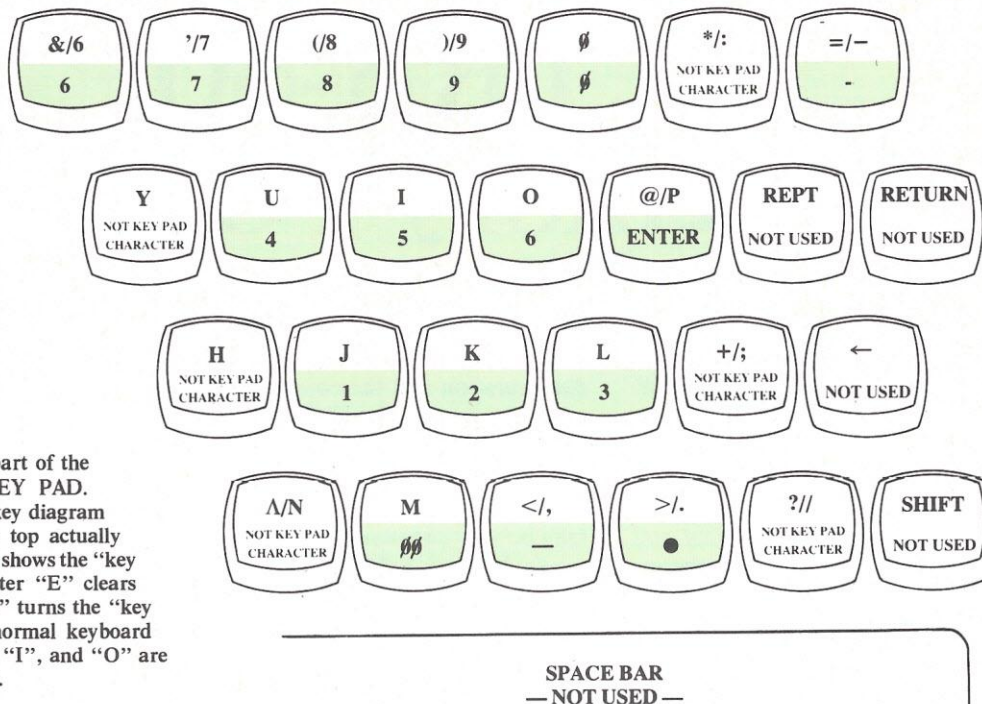 &/6 '/7 (/8 )/9 Ø */: =/−
6 7 8 9 Ø NOT KEY PAD CHARACTER -
Y U I O @/P REPT RETURN
NOT KEY PAD CHARACTER 4 5 6 ENTER NOT USED NOT USED
H J K L +/; ←
NOT KEY PAD CHARACTER 1 2 3 NOT KEY PAD CHARACTER NOT USED
Λ/N M </, >/. ?// SHIFT
NOT KEY PAD CHARACTER ØØ — ● NOT KEY PAD CHARACTER NOT USED
part of the
EY PAD.
key diagram
top actually
shows the “key
ter “E” clears
” turns the “key
normal keyboard
“I”, and “O” are
SPACE BAR
— NOT USED —